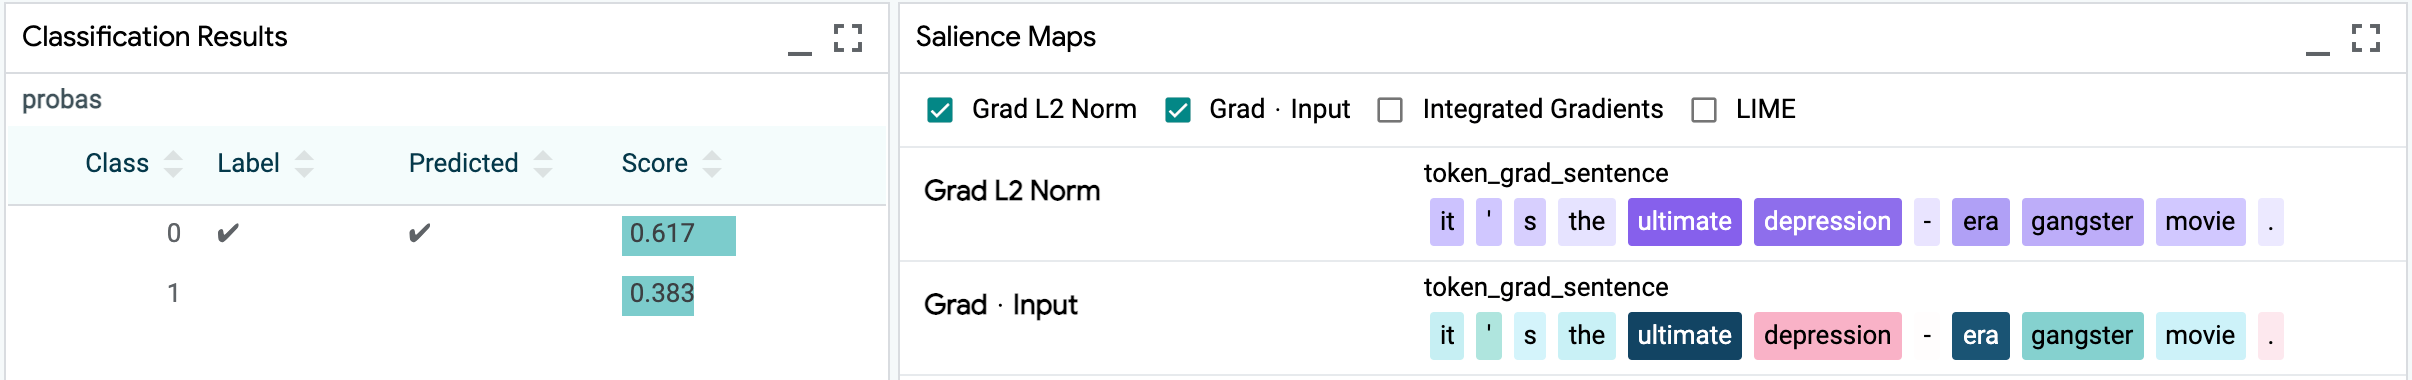 Classification Results
probas
Class Label Predicted Score
0 ✔ ✔ 0.617
1 0.383
Salience Maps
Grad L2 Norm Grad · Input Integrated Gradients LIME
token_grad_sentence
Grad L2 Norm
it ' s the ultimate depression - era gangster movie .
token_grad_sentence
Grad · Input
it ' s the ultimate depression - era gangster movie .